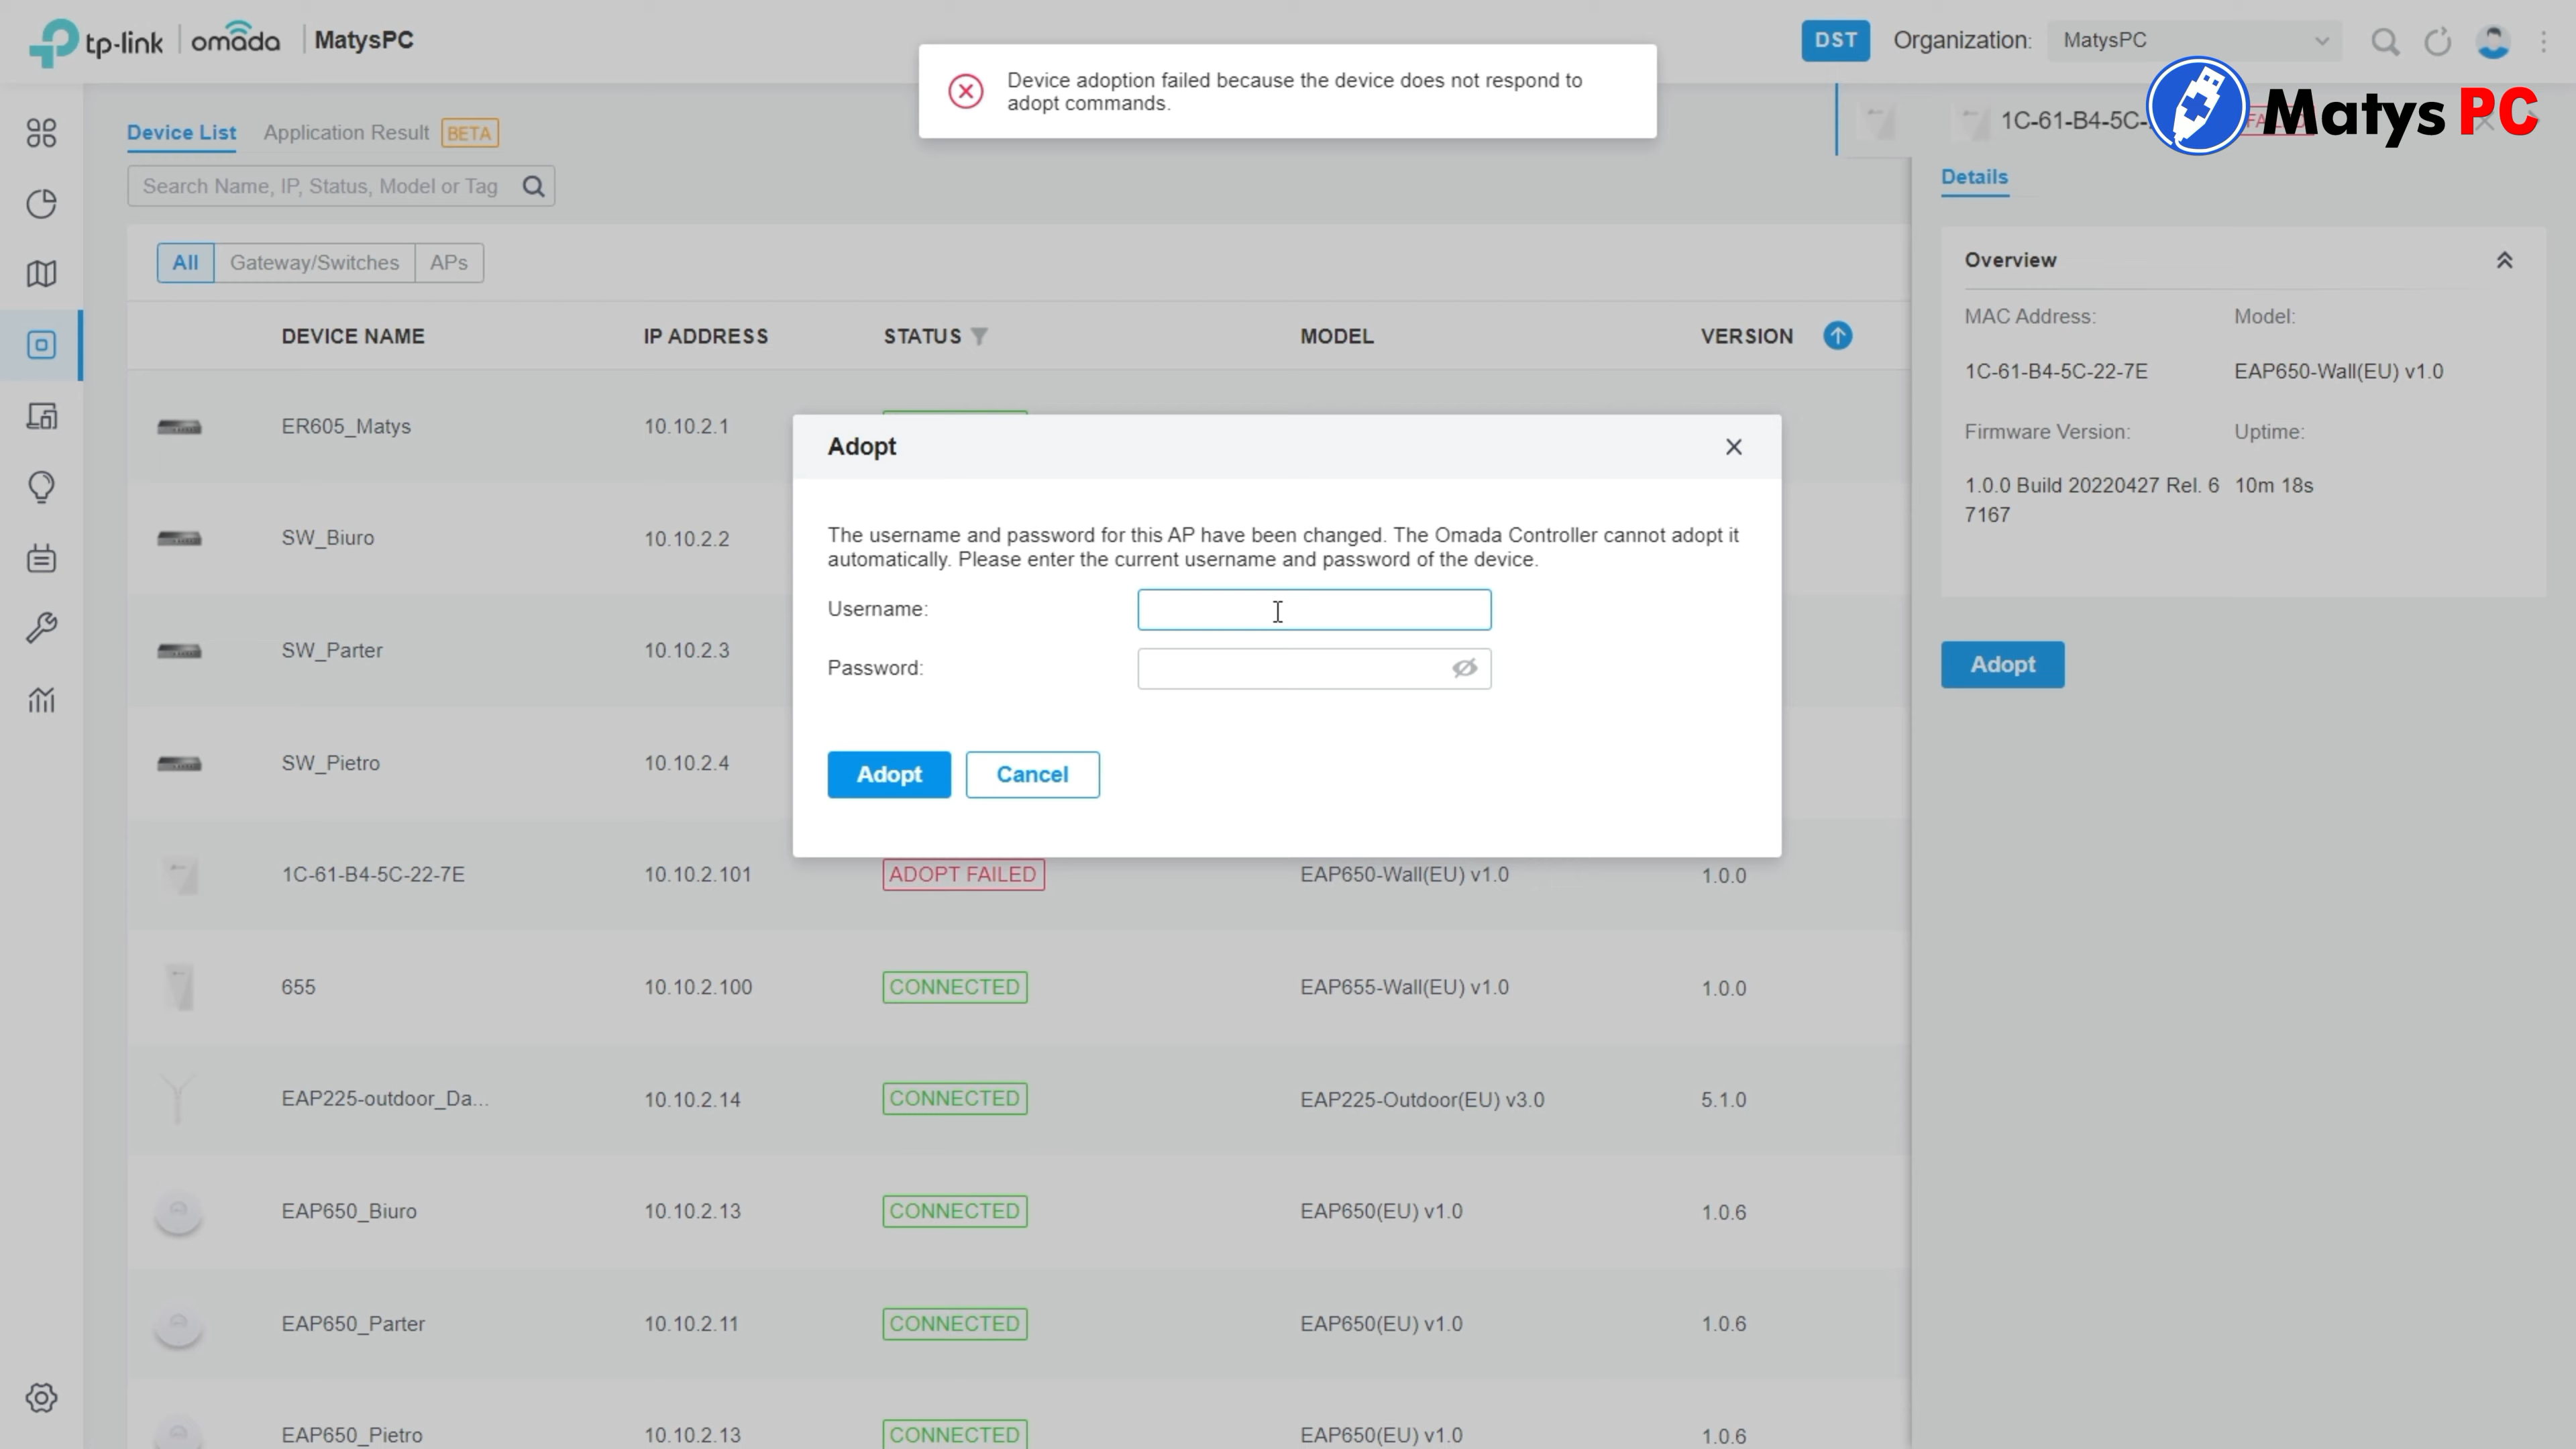 tp-link | omada | MatysPC
DST Organization: MatysPC
Device adoption failed because the device does not respond to
adopt commands.
Matys PC
1C-61-B4-5C-
Device List Application Result BETA
Search Name, IP, Status, Model or Tag
Details
All Gateway/Switches APs
Overview
MAC Address: Model:
1C-61-B4-5C-22-7E EAP650-Wall(EU) v1.0
Firmware Version: Uptime:
1.0.0 Build 20220427 Rel. 6 10m 18s
7167
Adopt
DEVICE NAME IP ADDRESS STATUS MODEL VERSION
ER605_Matys 10.10.2.1
SW_Biuro 10.10.2.2
SW_Parter 10.10.2.3
SW_Pietro 10.10.2.4
Adopt
The username and password for this AP have been changed. The Omada Controller cannot adopt it
automatically. Please enter the current username and password of the device.
Username:
Password:
Adopt Cancel
1C-61-B4-5C-22-7E 10.10.2.101 ADOPT FAILED EAP650-Wall(EU) v1.0 1.0.0
655 10.10.2.100 CONNECTED EAP655-Wall(EU) v1.0 1.0.0
EAP225-outdoor_Da... 10.10.2.14 CONNECTED EAP225-Outdoor(EU) v3.0 5.1.0
EAP650_Biuro 10.10.2.13 CONNECTED EAP650(EU) v1.0 1.0.6
EAP650_Parter 10.10.2.11 CONNECTED EAP650(EU) v1.0 1.0.6
EAP650_Pietro 10.10.2.13 CONNECTED EAP650(EU) v1.0 1.0.6